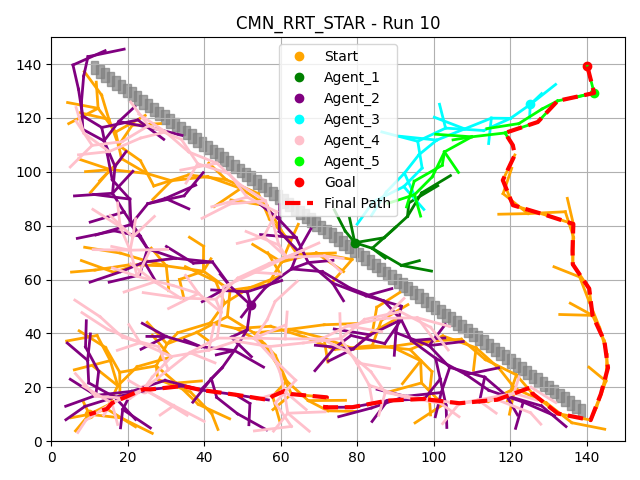 CMN_RRT_STAR - Run 10
Start
Agent_1
Agent_2
Agent_3
Agent_4
Agent_5
Goal
Final Path
140
120
100
80
60
40
20
0
0 20 40 60 80 100 120 140